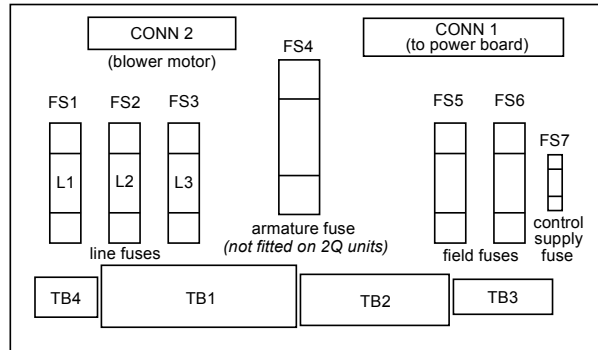 CONN 2
(blower motor)
CONN 1
(to power board)
FS4
FS1
FS2
FS3
FS5
FS6
FS7
L1
L2
L3
line fuses
armature fuse
(not fitted on 2Q units)
field fuses
control
supply
fuse
TB4
TB1
TB2
TB3